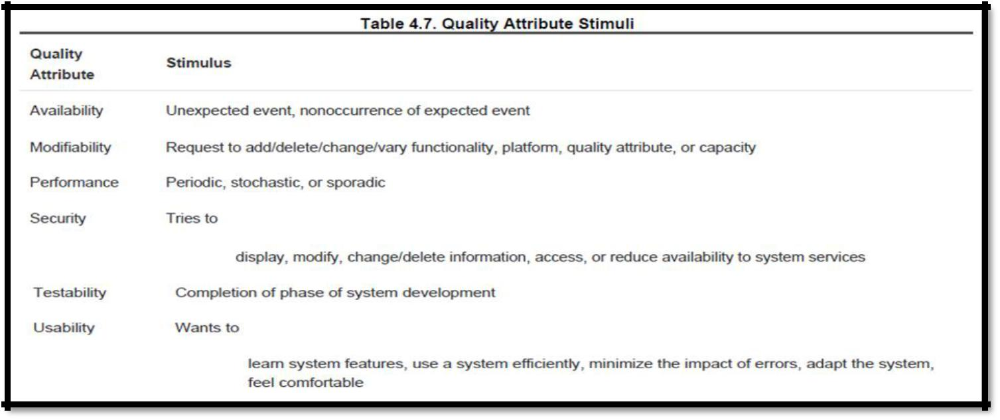 Table 4.7. Quality Attribute Stimuli
Quality
Attribute
Stimulus
Availability Unexpected event, nonoccurrence of expected event
Modifiability Request to add/delete/change/vary functionality, platform, quality attribute, or capacity
Performance Periodic, stochastic, or sporadic
Security Tries to
display, modify, change/delete information, access, or reduce availability to system services
Testability Completion of phase of system development
Usability Wants to
learn system features, use a system efficiently, minimize the impact of errors, adapt the system,
feel comfortable